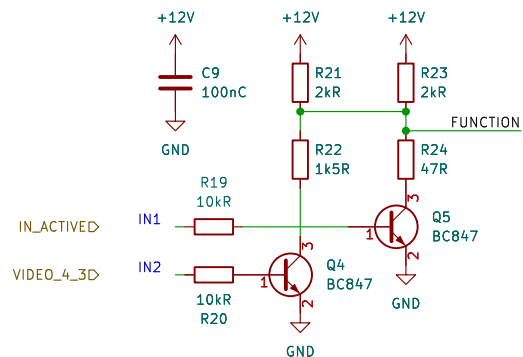 +12V +12V +12V
C9 R21 R23
100nC 2kR 2kR
FUNCTION
GND R22 R24
1k5R 47R
R19
10kR 3
IN_ACTIVE IN1 Q5
1 BC847
3 2
VIDEO_4_3 IN2 Q4
1 BC847 GND
10kR 2
R20
GND